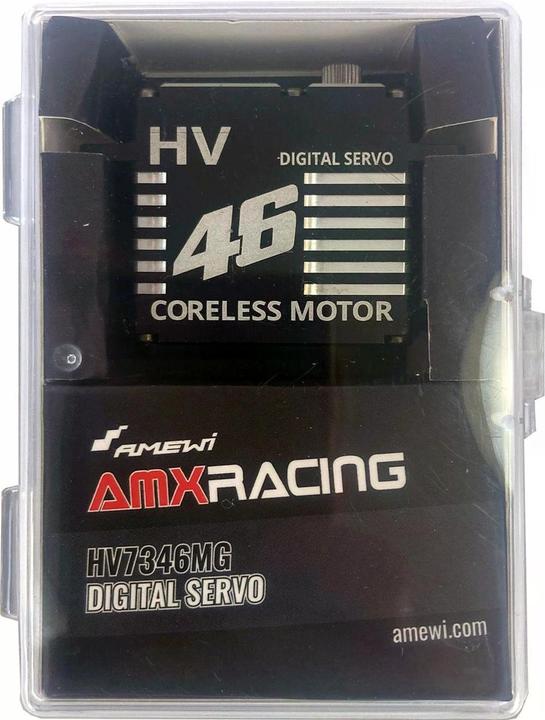 HV
DIGITAL SERVO
46
CORELESS MOTOR
AMEWI
AMXRACING
HV7346MG
DIGITAL SERVO
amewi.com